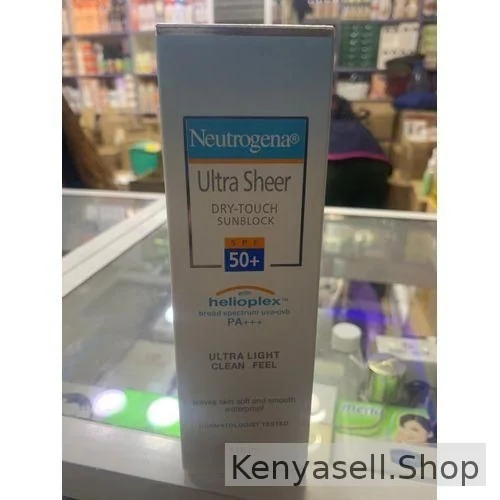 Neutrogena®
Ultra Sheer
DRY-TOUCH
SUNBLOCK
SPF
50+
with
helioplex™
broad spectrum uva-uvb
PA+++
ULTRA LIGHT
CLEAN FEEL
leaves skin soft and smooth
waterproof
DERMATOLOGIST TESTED
Kenyasell.Shop